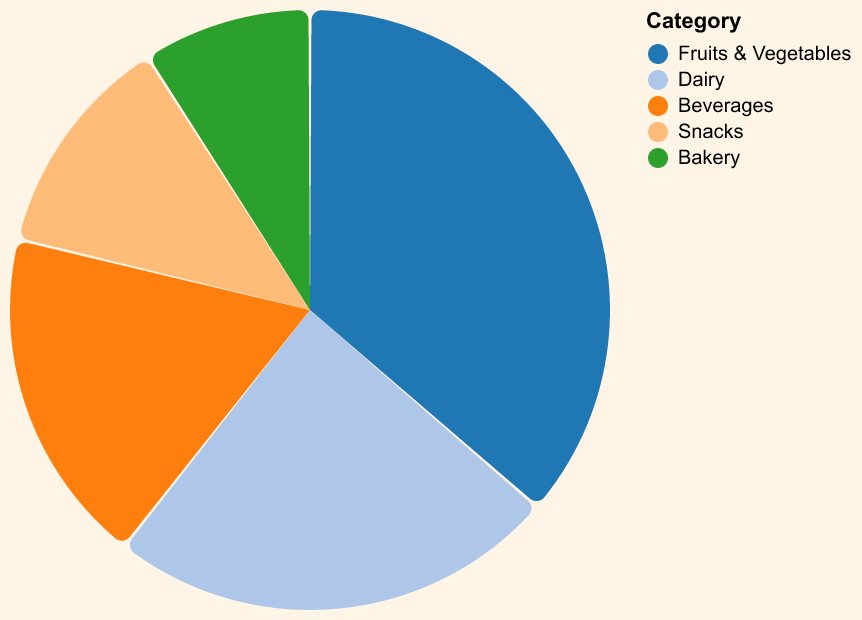 Category
Fruits & Vegetables
Dairy
Beverages
Snacks
Bakery